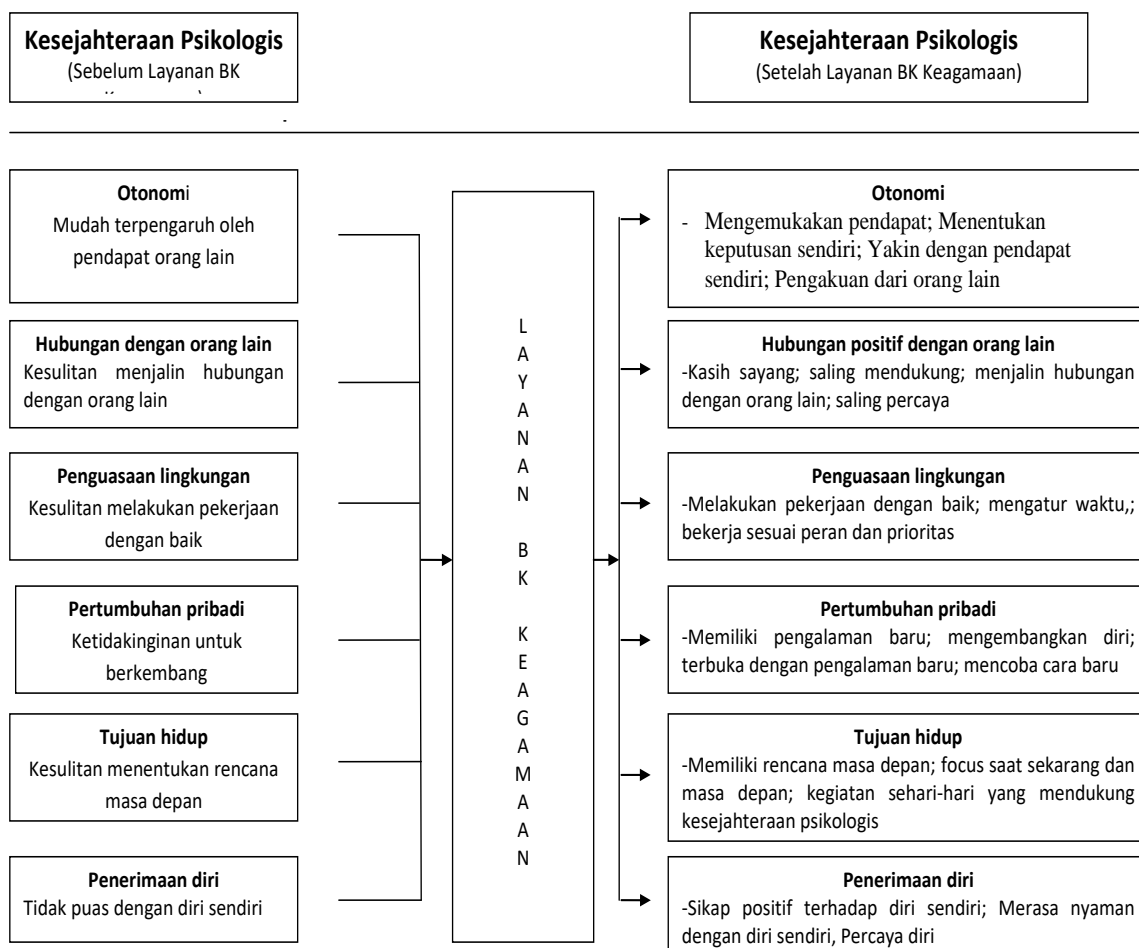 Kesejahteraan Psikologis
(Sebelum Layanan BK
Kesejahteraan Psikologis
(Setelah Layanan BK Keagamaan)
Otonomi
Mudah terpengaruh oleh
pendapat orang lain
Hubungan dengan orang lain
Kesulitan menjalin hubungan
dengan orang lain
Penguasaan lingkungan
Kesulitan melakukan pekerjaan
dengan baik
Pertumbuhan pribadi
Ketidakinginan untuk
berkembang
Tujuan hidup
Kesulitan menentukan rencana
masa depan
Penerimaan diri
Tidak puas dengan diri sendiri
L
A
Y
A
N
A
N
B
K
K
E
A
G
A
M
A
A
N
Otonomi
- Mengemukakan pendapat; Menentukan
keputusan sendiri; Yakin dengan pendapat
sendiri; Pengakuan dari orang lain
Hubungan positif dengan orang lain
-Kasih sayang; saling mendukung; menjalin hubungan
dengan orang lain; saling percaya
Penguasaan lingkungan
-Melakukan pekerjaan dengan baik; mengatur waktu,;
bekerja sesuai peran dan prioritas
Pertumbuhan pribadi
-Memiliki pengalaman baru; mengembangkan diri;
terbuka dengan pengalaman baru; mencoba cara baru
Tujuan hidup
-Memiliki rencana masa depan; focus saat sekarang dan
masa depan; kegiatan sehari-hari yang mendukung
kesejahteraan psikologis
Penerimaan diri
-Sikap positif terhadap diri sendiri; Merasa nyaman
dengan diri sendiri, Percaya diri